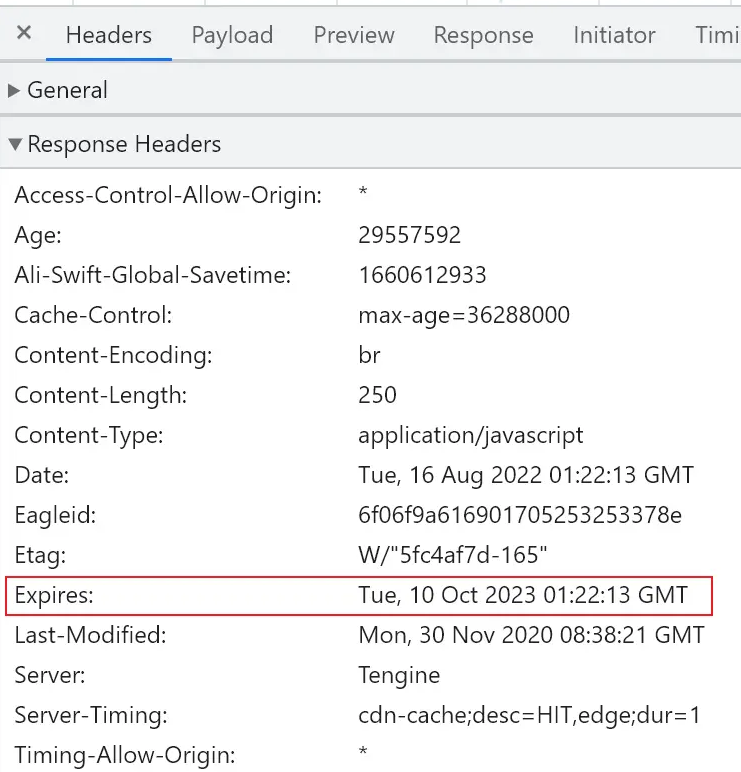 Headers Payload Preview Response Initiator Timi
General
Response Headers
Access-Control-Allow-Origin: *
Age: 29557592
Ali-Swift-Global-Savetime: 1660612933
Cache-Control: max-age=36288000
Content-Encoding: br
Content-Length: 250
Content-Type: application/javascript
Date: Tue, 16 Aug 2022 01:22:13 GMT
Eagleid: 6f06f9a616901705253253378e
Etag: W/"5fc4af7d-165"
Expires: Tue, 10 Oct 2023 01:22:13 GMT
Last-Modified: Mon, 30 Nov 2020 08:38:21 GMT
Server: Tengine
Server-Timing: cdn-cache;desc=HIT,edge;dur=1
Timing-Allow-Origin: *